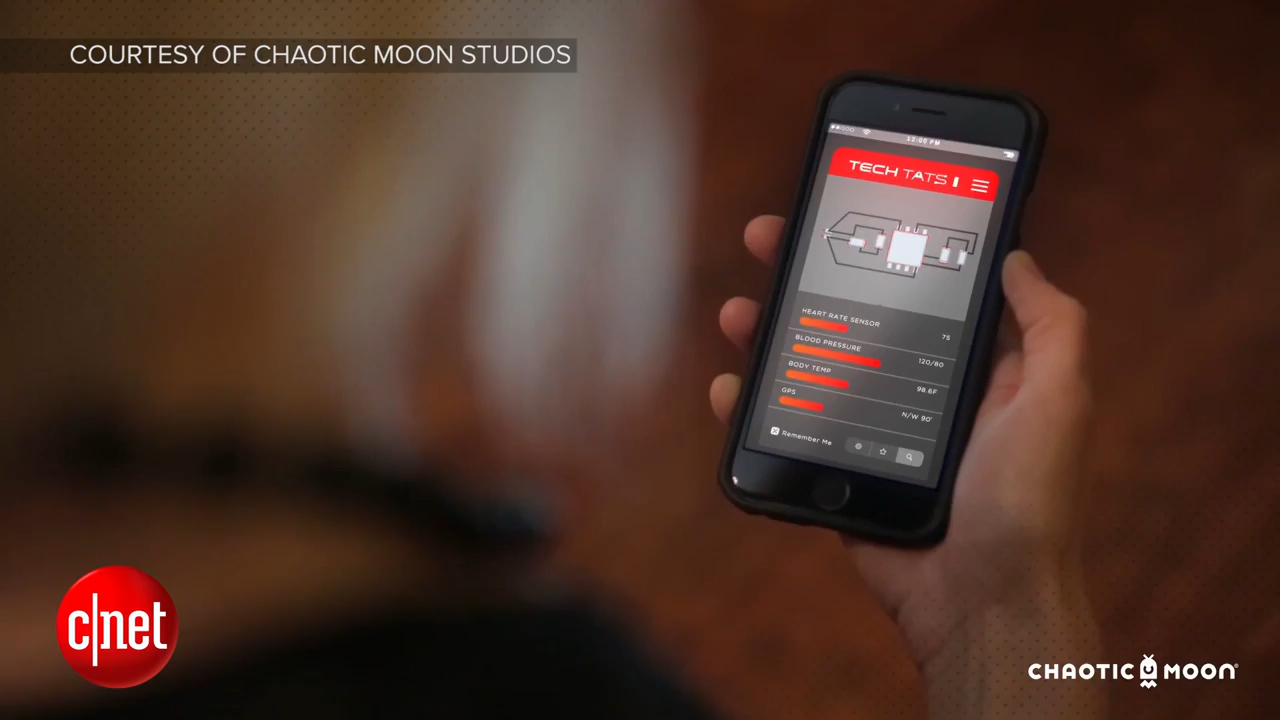 COURTESY OF CHAOTIC MOON STUDIOS
12:00 PM
TECH TATS
HEART RATE SENSOR
75
BLOOD PRESSURE
120/80
BODY TEMP
98.6F
GPS
N/W 90'
Remember Me
c|net
CHAOTIC MOON